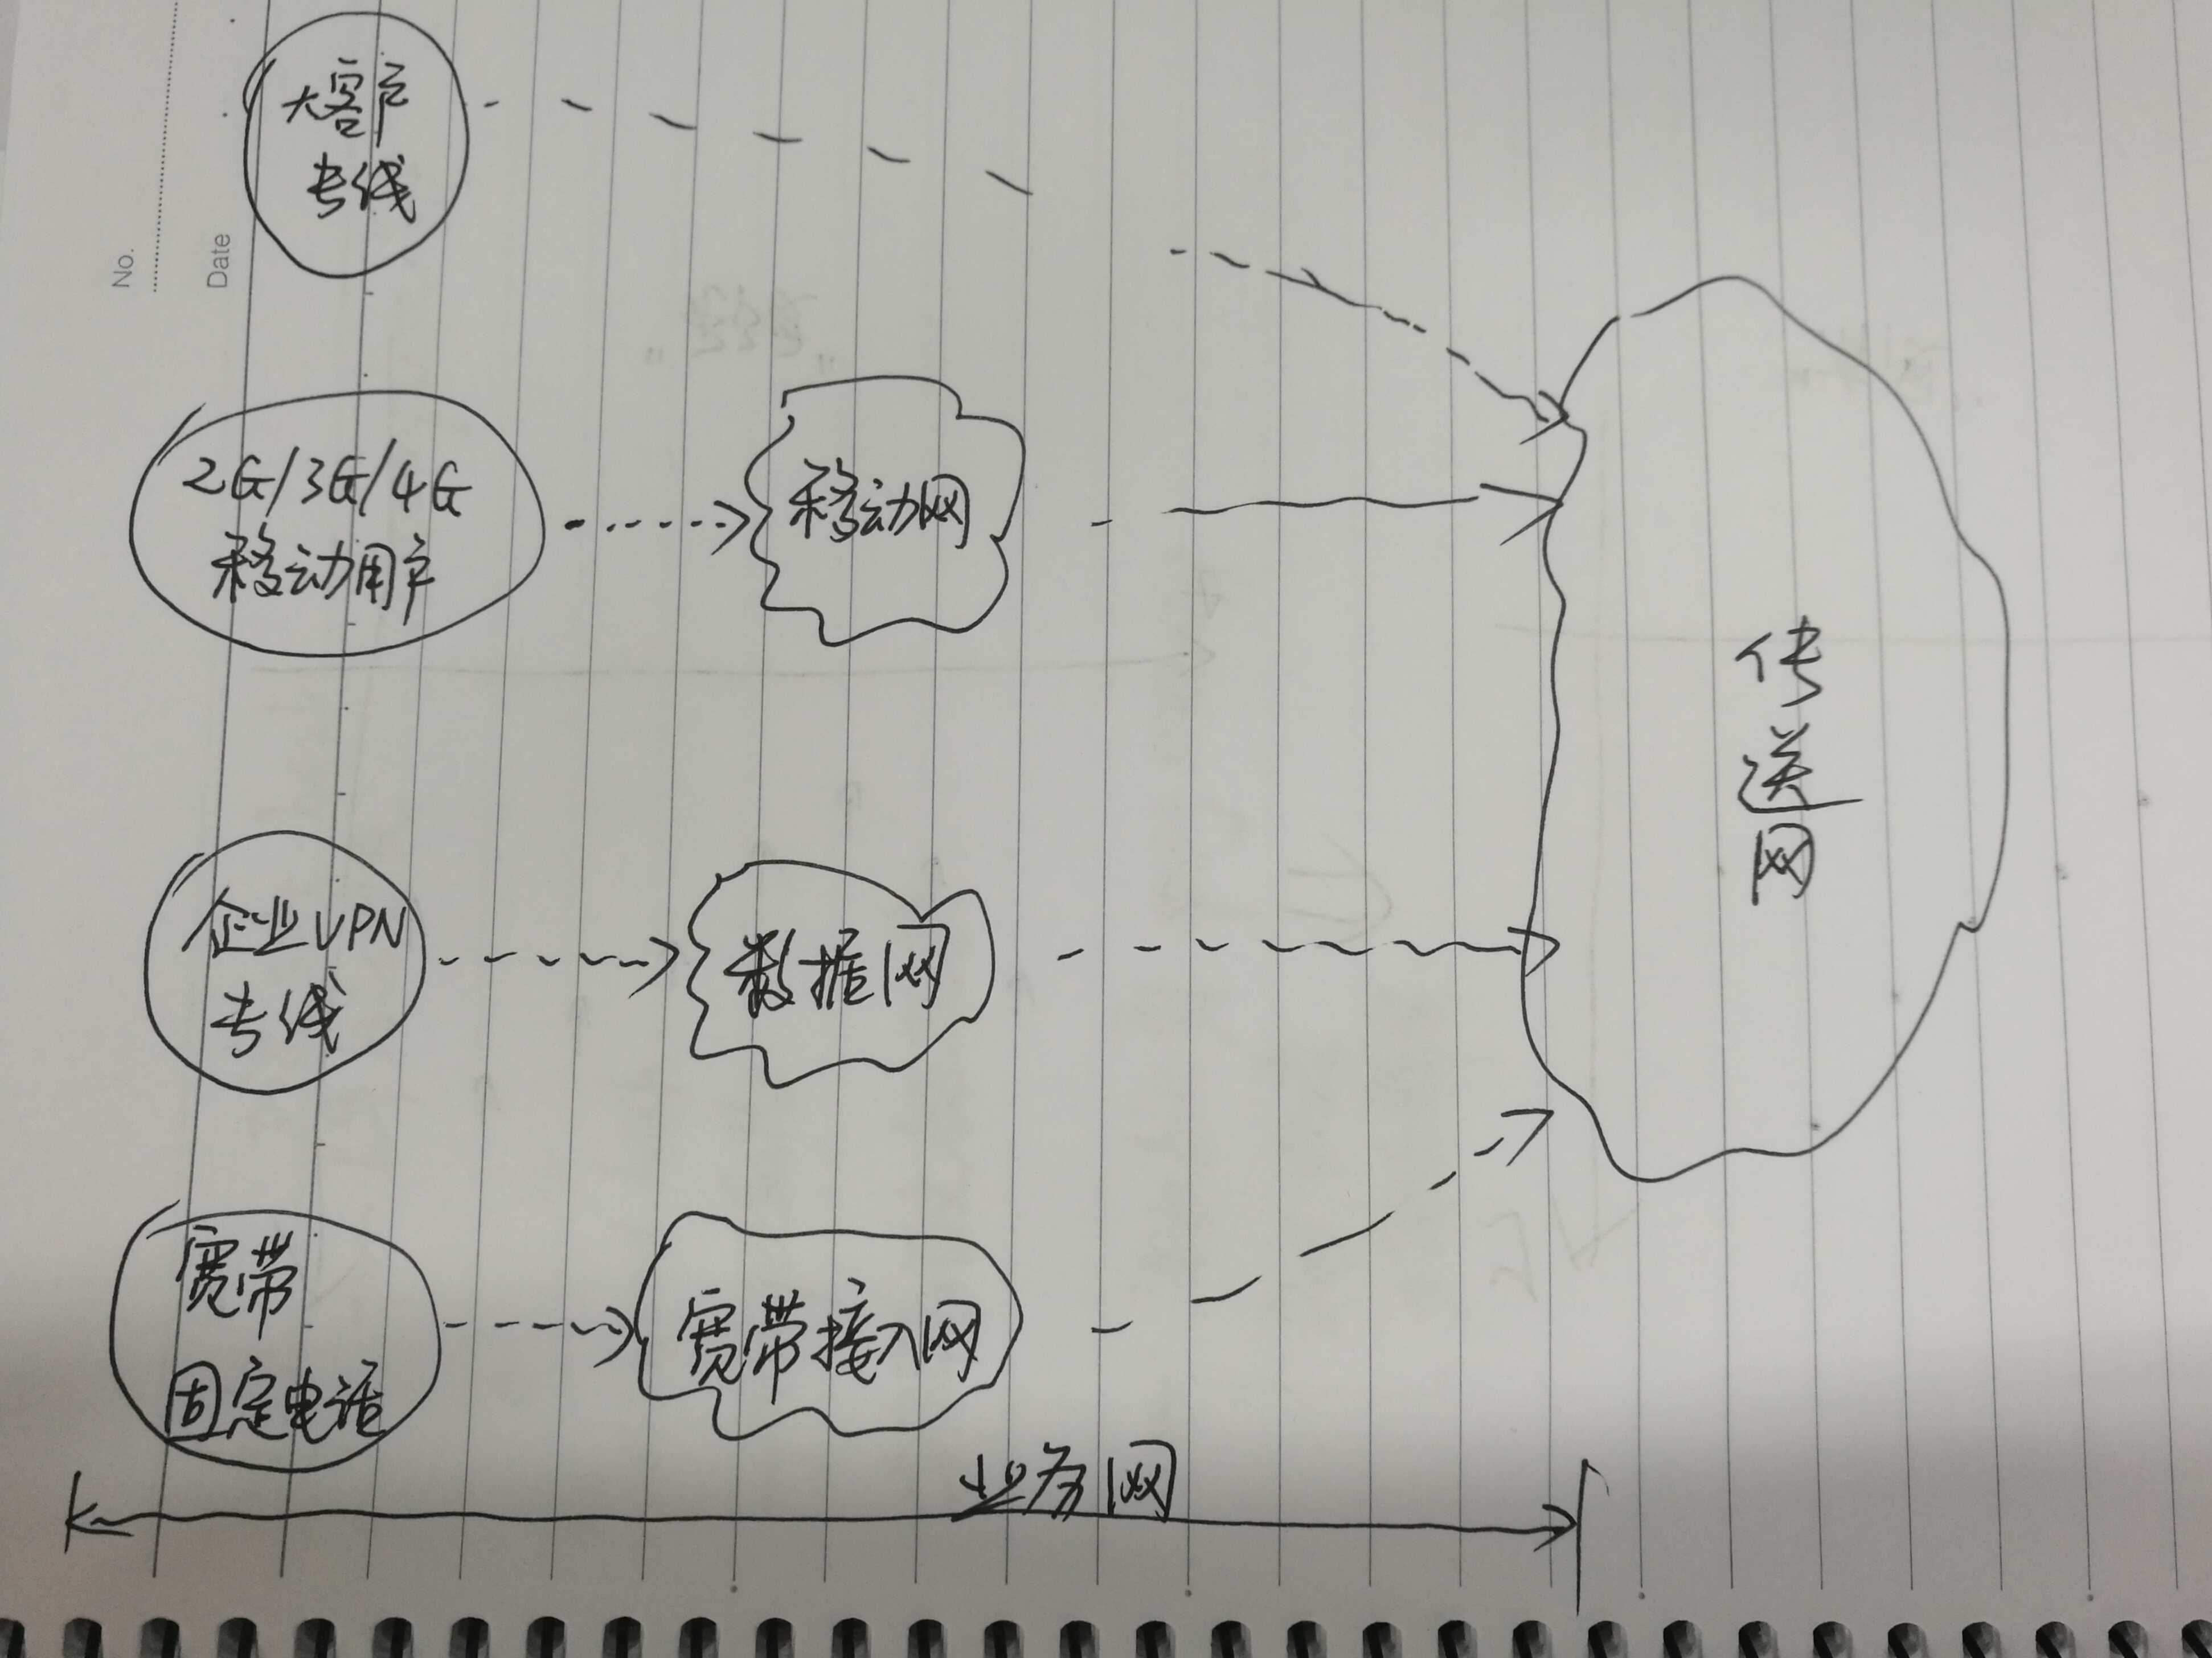 No.
Date
大客户
专线
2G/3G/4G
移动用户
移动网
企业VPN
专线
数据网
宽带
固定电话
宽带接入网
传
送
网
业务网